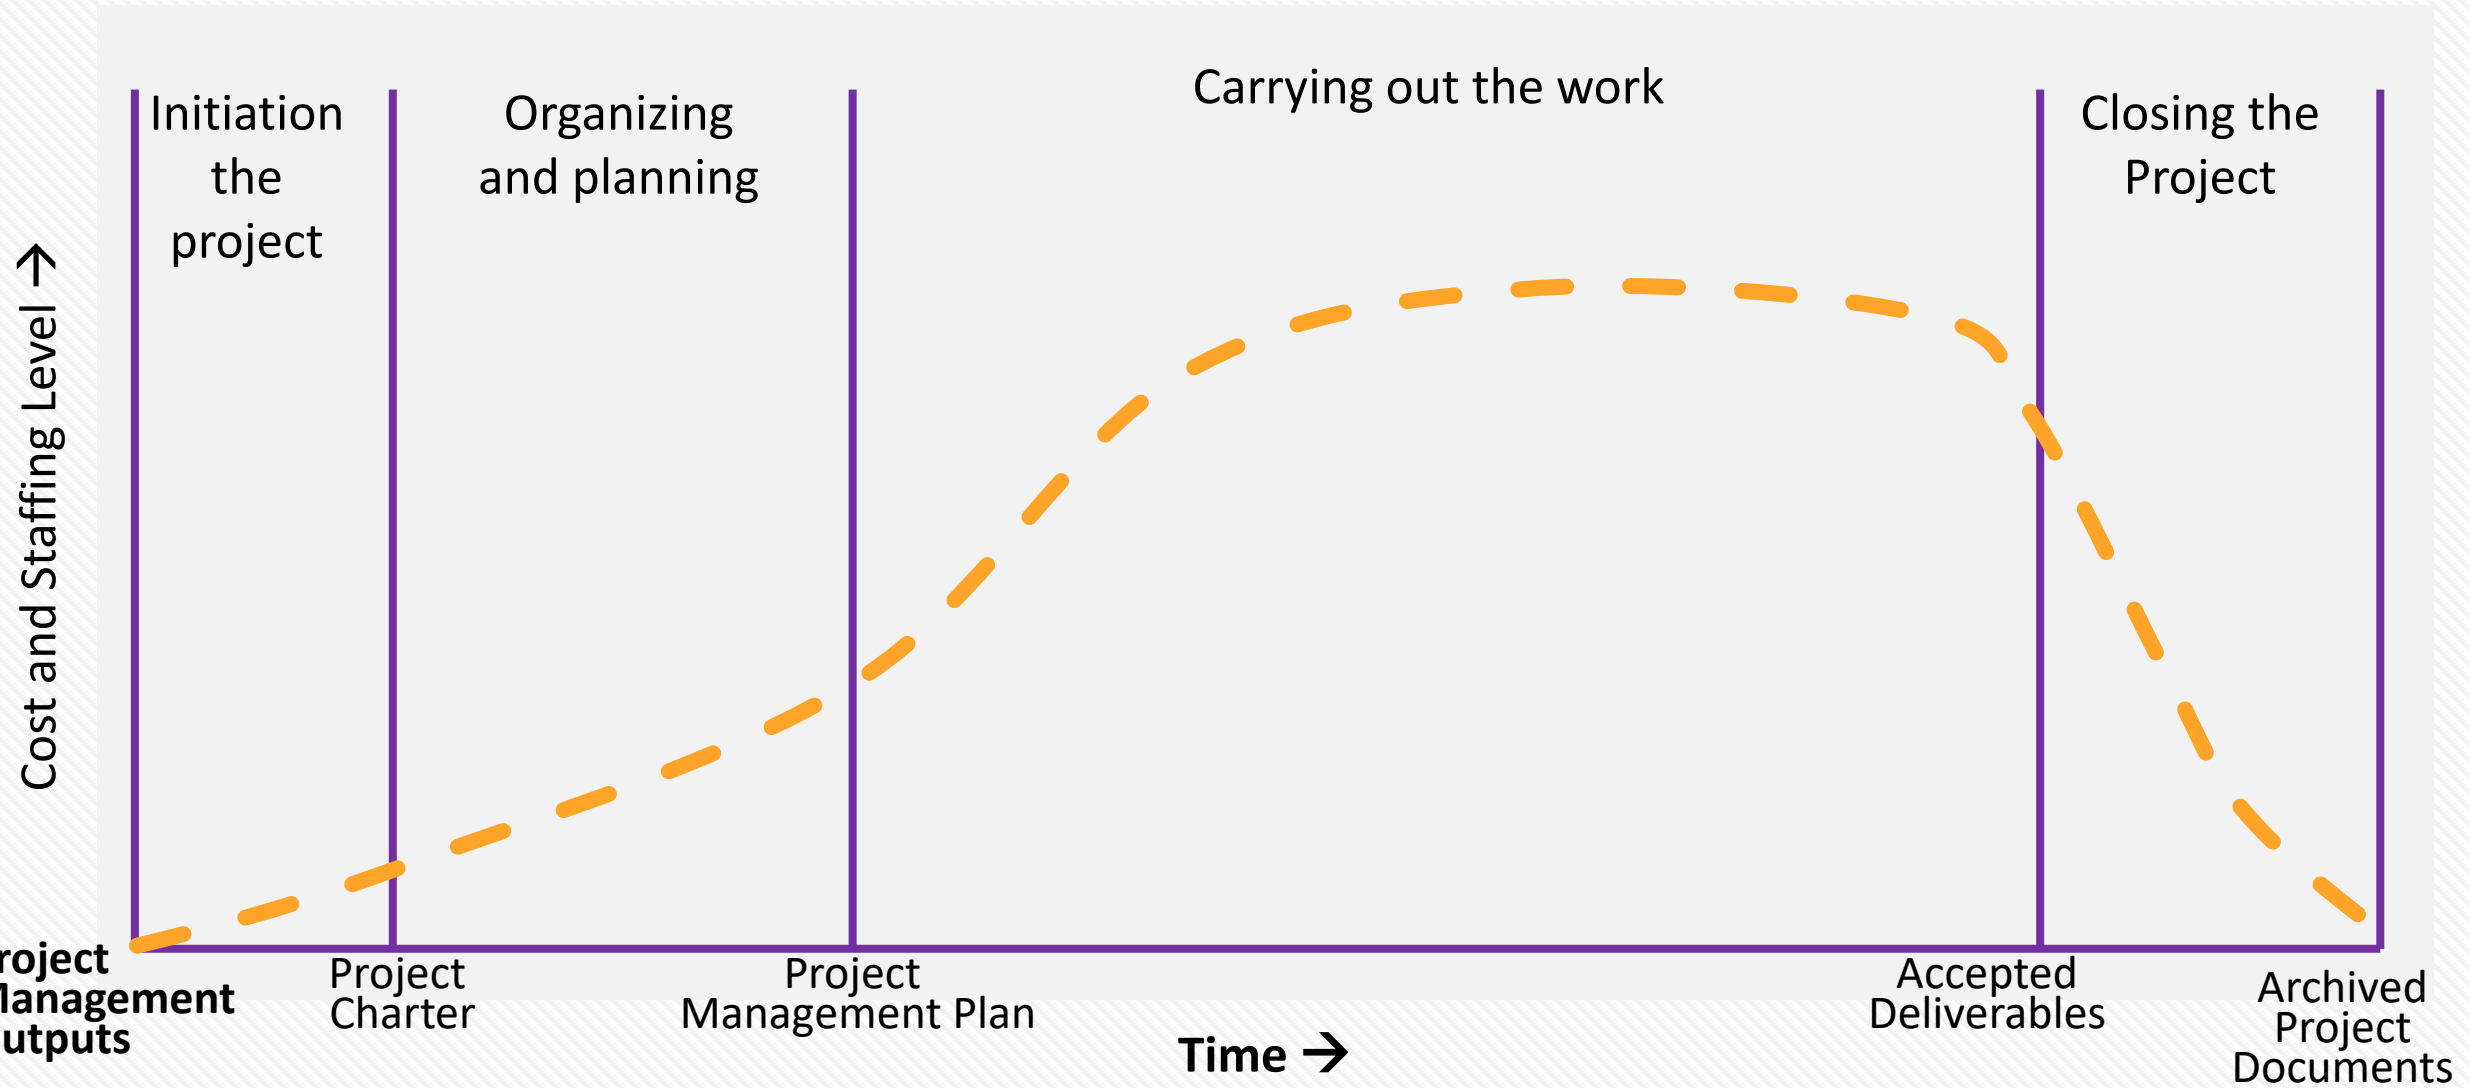 Initiation
the
project
Organizing
and planning
Carrying out the work
Closing the
Project
Cost and Staffing Level →
roject
anagement
utputs
Project
Charter
Project
Management Plan
Accepted
Deliverables
Archived
Project
Documents
Time →